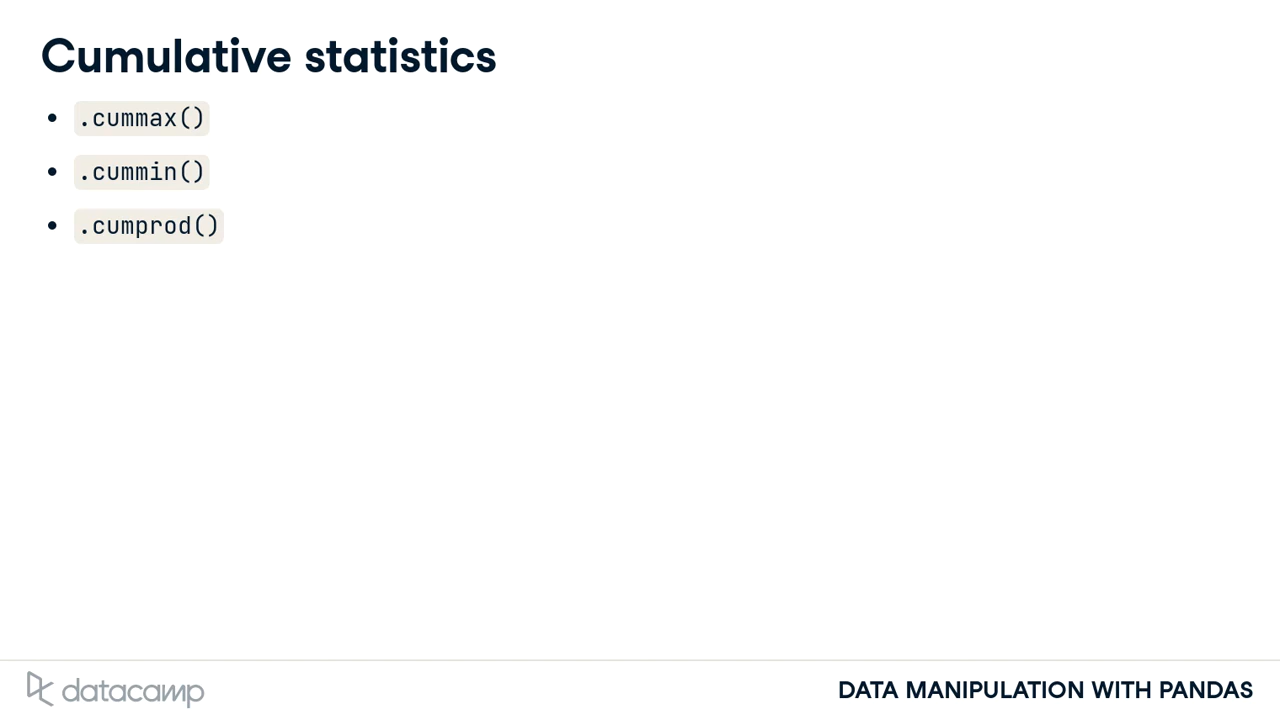 Cumulative statistics
.cummax()
.cummin()
.cumprod()
datacamp
DATA MANIPULATION WITH PANDAS